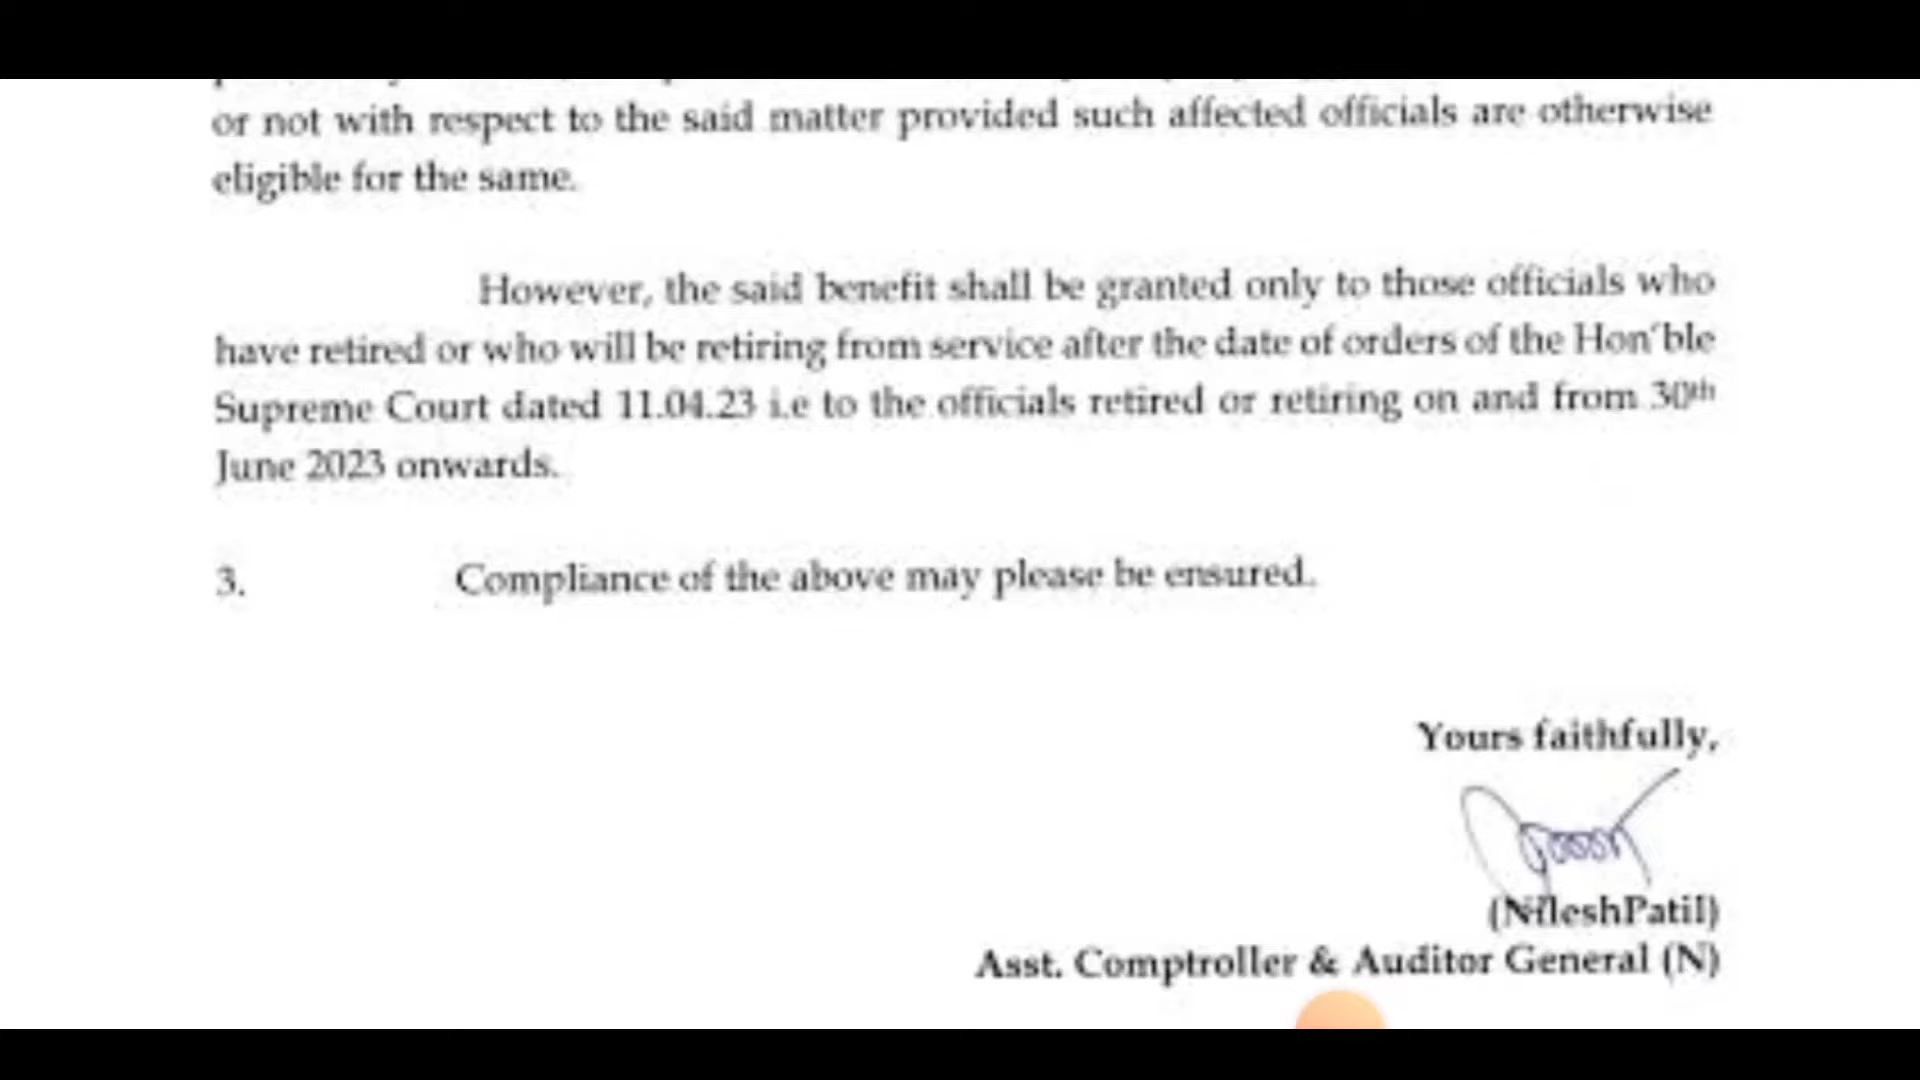 or not with respect to the said matter provided such affected officials are otherwise
eligible for the same.
However, the said benefit shall be granted only to those officials who
have retired or who will be retiring from service after the date of orders of the Hon'ble
Supreme Court dated 11.04.23 i.e to the officials retired or retiring on and from 30th
June 2023 onwards.
3. Compliance of the above may please be ensured.
Yours faithfully,
(NileshPatil)
Asst. Comptroller & Auditor General (N)